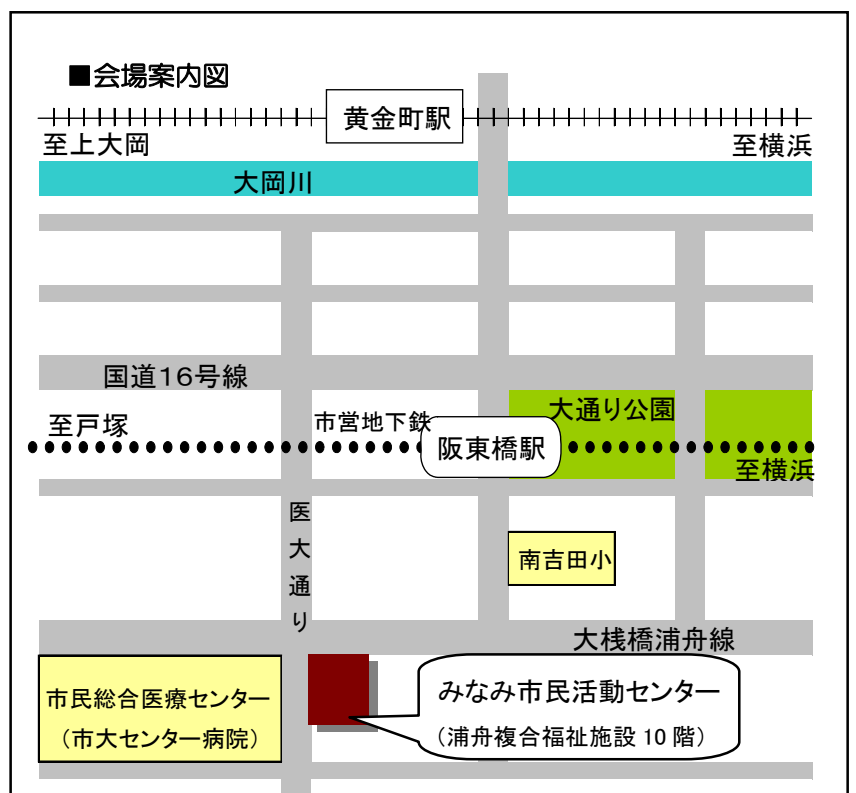 ■会場案内図
黄金町駅
至上大岡
至横浜
大岡川
国道16号線
大通り公園
至戸塚
市営地下鉄
阪東橋駅
至横浜
医大通り
南吉田小
大桟橋浦舟線
市民総合医療センター
（市大センター病院）
みなみ市民活動センター
（浦舟複合福祉施設 10 階）